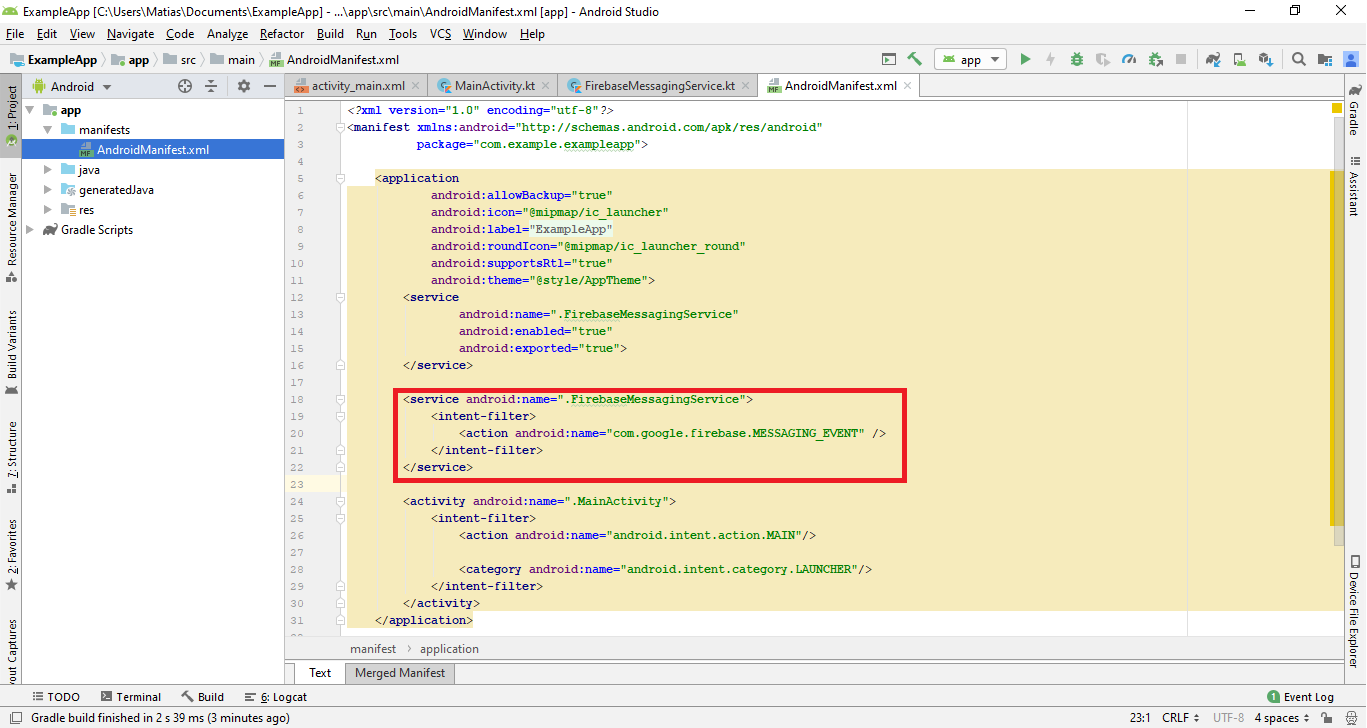 ExampleApp [C:\Users\Matias\Documents\ExampleApp] - ...\app\src\main\AndroidManifest.xml [app] - Android Studio
File Edit View Navigate Code Analyze Refactor Build Run Tools VCS Window Help
ExampleApp app src main AndroidManifest.xml app
Android
activity_main.xml MainActivity.kt FirebaseMessagingService.kt AndroidManifest.xml
1: Project
Resource Manager
Build Variants
7: Structure
2: Favorites
out Captures
app
manifests
AndroidManifest.xml
java
generatedJava
res
Gradle Scripts
1 <?xml version="1.0" encoding="utf-8"?>
2 <manifest xmlns:android="http://schemas.android.com/apk/res/android"
3 package="com.example.exampleapp">
4
5 <application
6 android:allowBackup="true"
7 android:icon="@mipmap/ic_launcher"
8 android:label="ExampleApp"
9 android:roundIcon="@mipmap/ic_launcher_round"
10 android:supportsRtl="true"
11 android:theme="@style/AppTheme">
12 <service
13 android:name=".FirebaseMessagingService"
14 android:enabled="true"
15 android:exported="true">
16 </service>
17
18 <service android:name=".FirebaseMessagingService">
19 <intent-filter>
20 <action android:name="com.google.firebase.MESSAGING_EVENT" />
21 </intent-filter>
22 </service>
23
24 <activity android:name=".MainActivity">
25 <intent-filter>
26 <action android:name="android.intent.action.MAIN"/>
27
28 <category android:name="android.intent.category.LAUNCHER"/>
29 </intent-filter>
30 </activity>
31 </application>
Gradle
Assistant
Device File Explorer
manifest application
Text Merged Manifest
TODO Terminal Build 6: Logcat 1 Event Log
Gradle build finished in 2 s 39 ms (3 minutes ago) 23:1 CRLF UTF-8 4 spaces